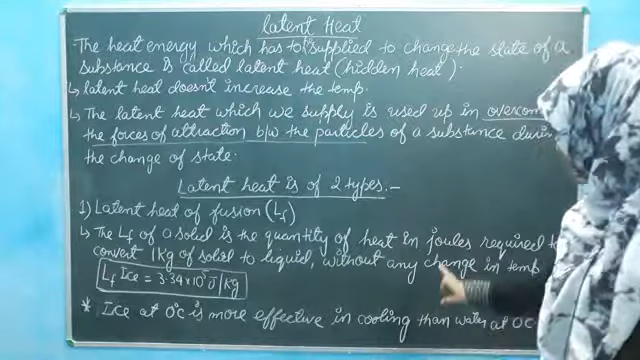 Latent Heat
The heat energy which has to be supplied to change the state of a
substance is called latent heat (hidden heat).
↳ latent heat doesn't increase the temp.
↳ The latent heat which we supply is used up in overcom
the forces of attraction b/w the particles of a substance durin
the change of state.
Latent heat is of 2 types.-
1) Latent heat of fusion (Lf)
↳ The Lf of a solid is the quantity of heat in joules required to
convert 1kg of solid to liquid, without any change in temp
Lf Ice = 3.34×10⁵ J/kg
* Ice at 0°C is more effective in cooling than water at 0°C